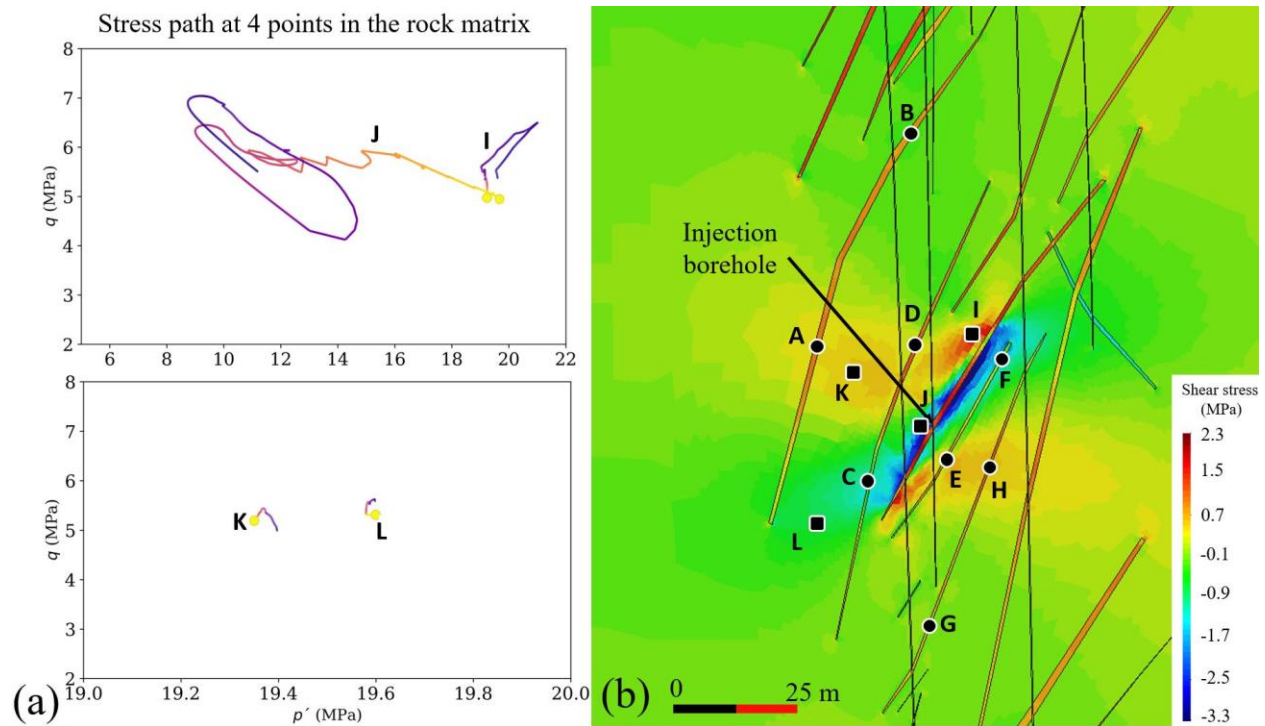 Stress path at 4 points in the rock matrix
8
7
6
5
4
3
2
q (MPa)
J
I
6 8 10 12 14 16 18 20 22
8
7
6
5
4
3
2
q (MPa)
K
L
19.0 19.2 19.4 19.6 19.8 20.0
p´ (MPa)
(a)
B
Injection
borehole
A
D
I
K
F
J
C
E
H
L
G
0 25 m
(b)
Shear stress
(MPa)
2.3
1.5
0.7
-0.1
-0.9
-1.7
-2.5
-3.3